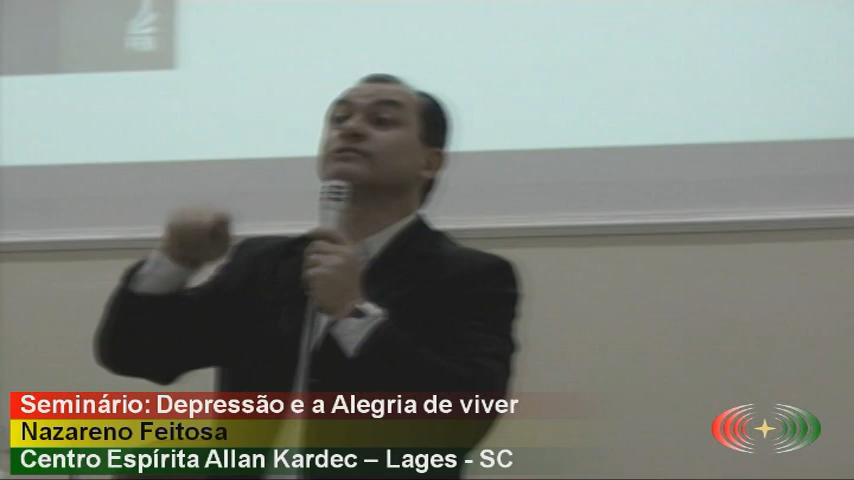 Seminário: Depressão e a Alegria de viver
Nazareno Feitosa
Centro Espírita Allan Kardec – Lages - SC